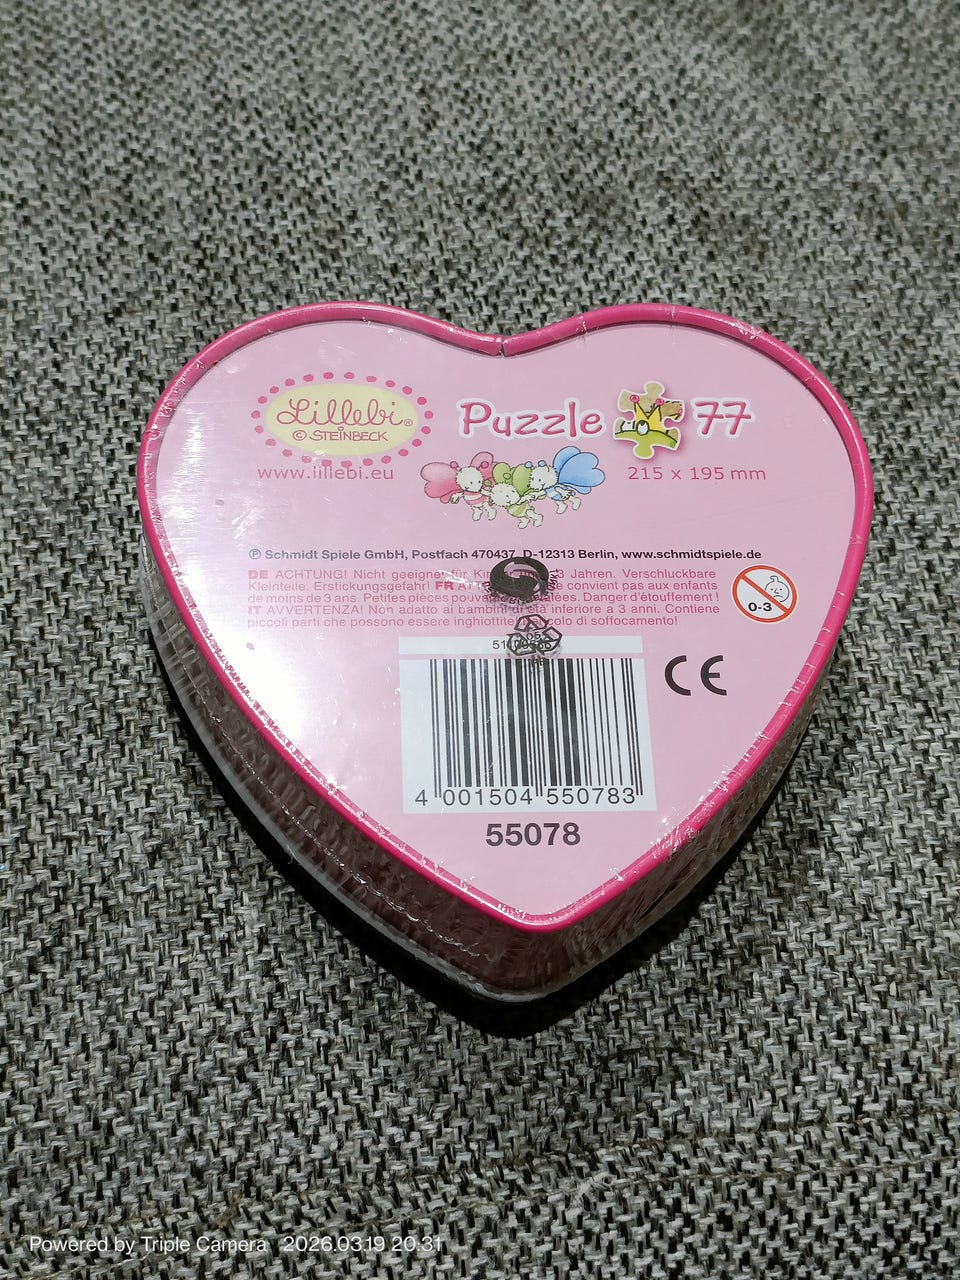 Lillebi®
© STEINBECK
www.lillebi.eu
Puzzle 77
215 x 195 mm
℗ Schmidt Spiele GmbH, Postfach 470437, D-12313 Berlin, www.schmidtspiele.de
DE ACHTUNG! Nicht geeignet für 3 Jahren. Verschluckbare
Kleinteile. Erstickungsgefahr! FR convient pas aux enfants
de moins de 3 ans. Petites pièces Danger d'étouffement!
IT AVVERTENZA! Non adatto ai bambini di età inferiore a 3 anni. Contiene
piccoli parti che possono essere inghiottite. di soffocamento!
0-3
CE
4 001504 550783
55078
Powered by Triple Camera 2026.03.19 20:31